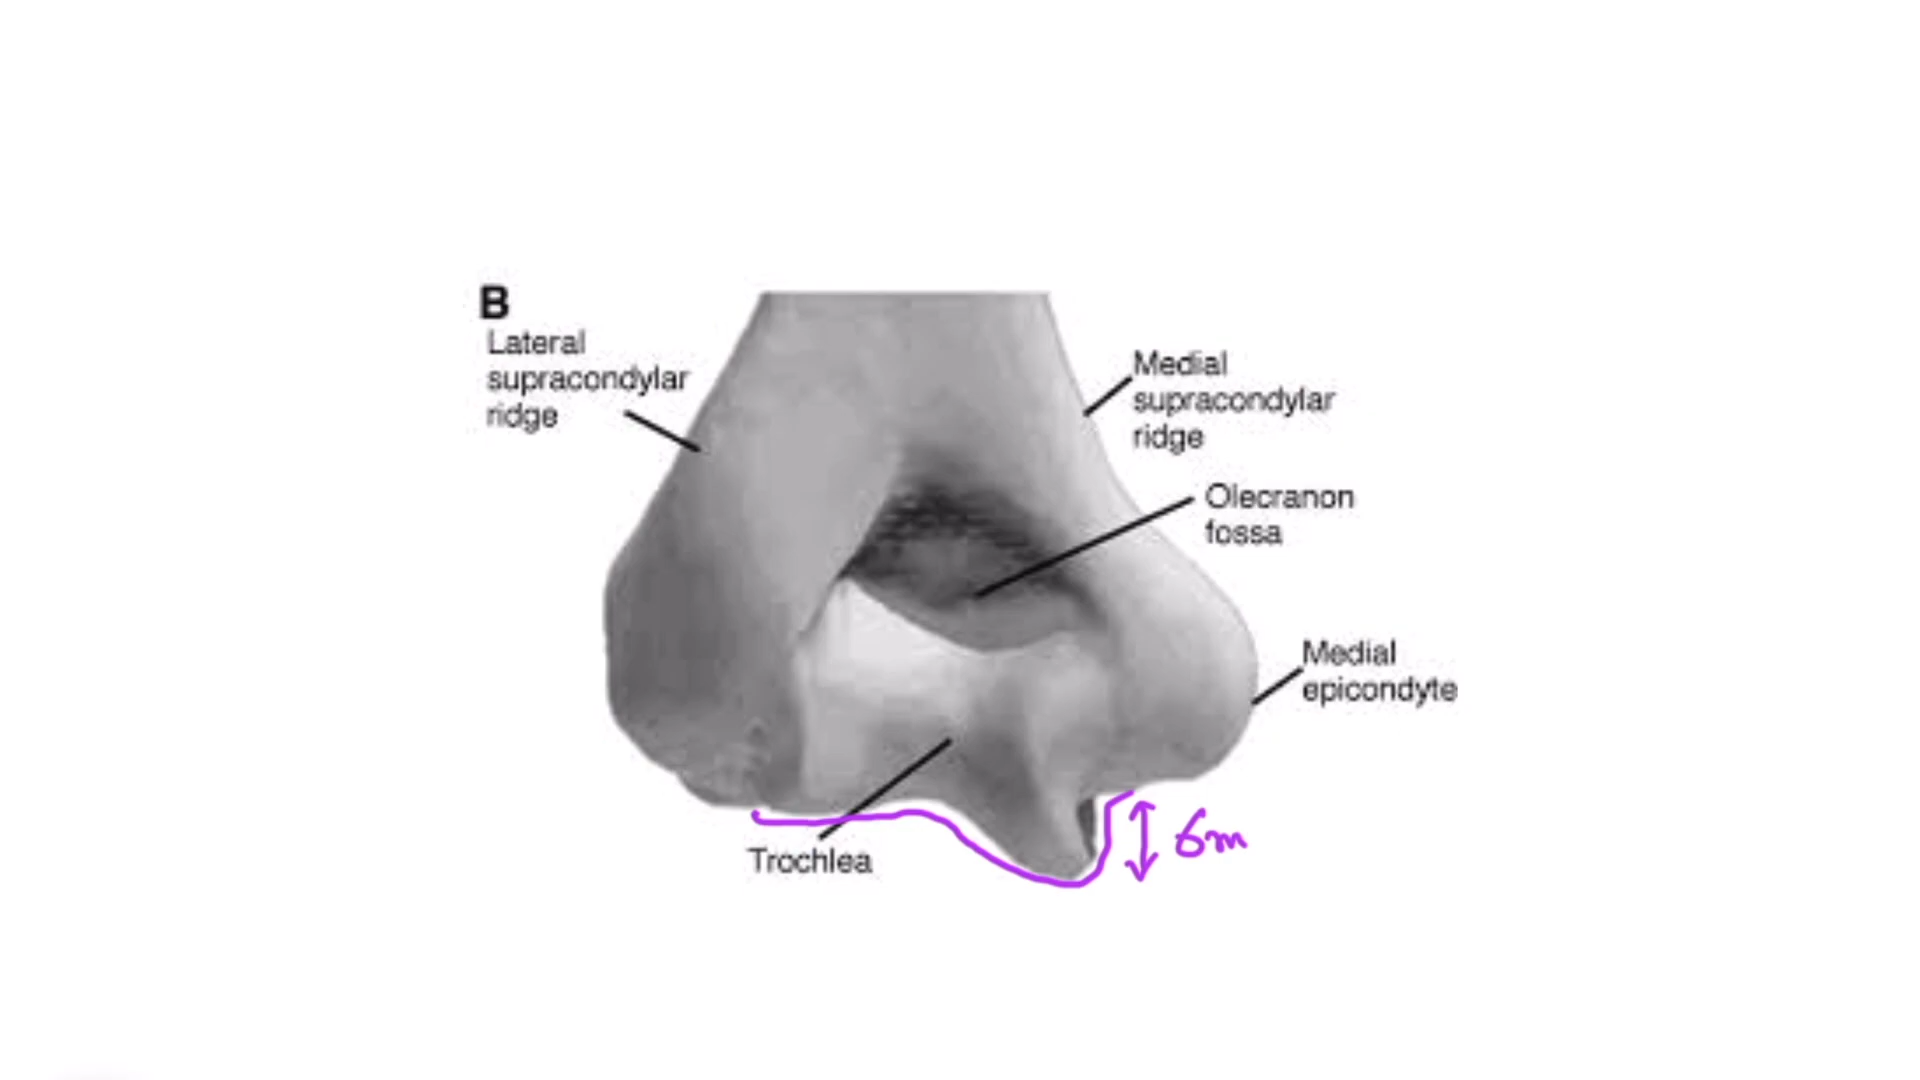 B
Lateral
supracondylar
ridge
Medial
supracondylar
ridge
Olecranon
fossa
Medial
epicondyte
Trochlea
6m